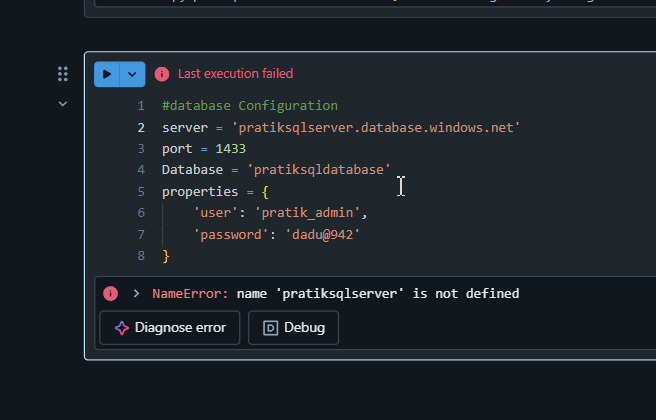 Last execution failed
1 #database Configuration
2 server = 'pratiksqlserver.database.windows.net'
3 port = 1433
4 Database = 'pratiksqldatabase'
5 properties = {
6     'user': 'pratik_admin',
7     'password': 'dadu@942'
8 }
NameError: name 'pratiksqlserver' is not defined
Diagnose error
Debug